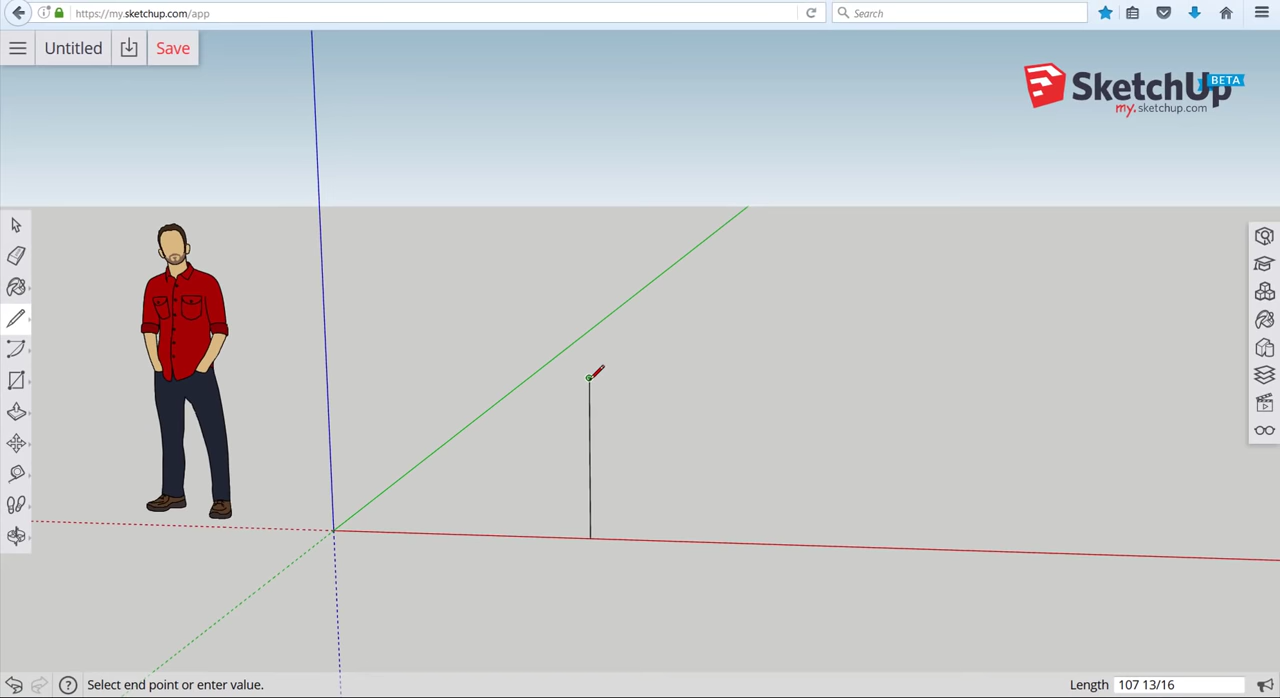 https://my.sketchup.com/app
Search
Untitled
Save
SketchUp BETA
my.sketchup.com
?
Select end point or enter value.
Length 107 13/16